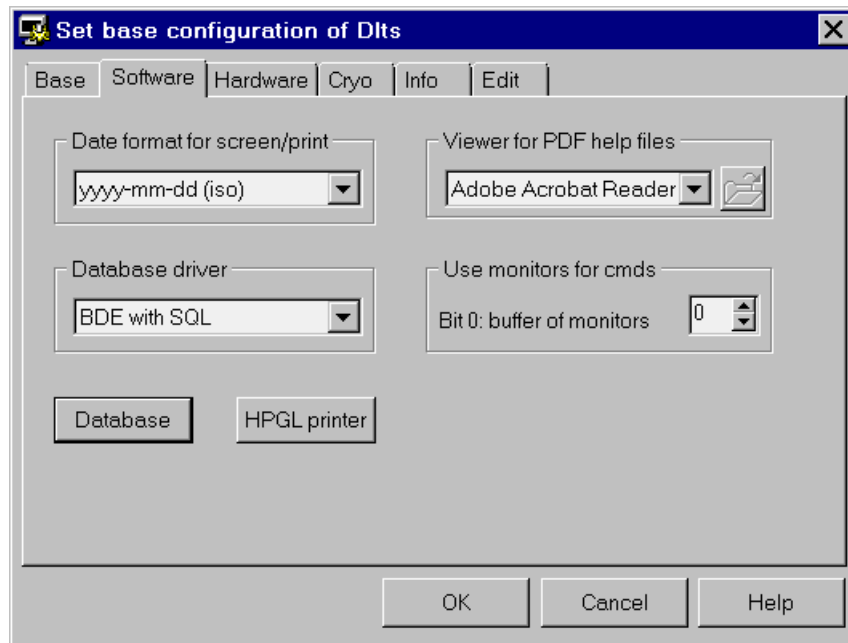 Set base configuration of Dlts
Base Software Hardware Cryo Info Edit
Date format for screen/print
yyyy-mm-dd (iso)
Viewer for PDF help files
Adobe Acrobat Reader
Database driver
BDE with SQL
Use monitors for cmds
Bit 0: buffer of monitors 0
Database HPGL printer
OK Cancel Help